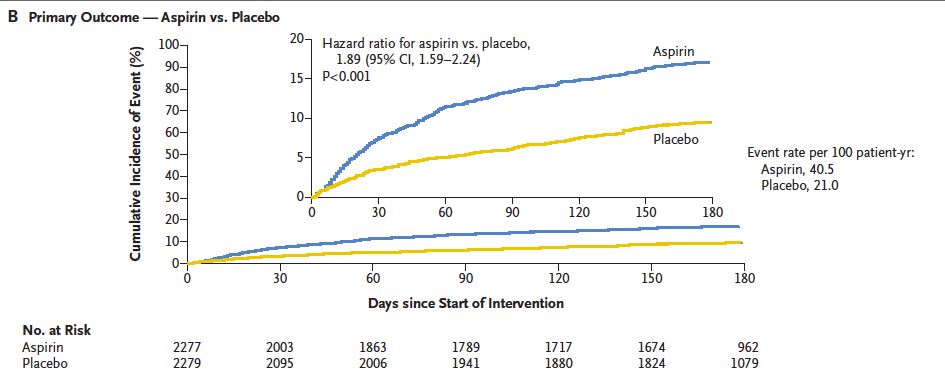 B Primary Outcome — Aspirin vs. Placebo
Cumulative Incidence of Event (%)
100
90
80
70
60
50
40
30
20
10
0
20
15
10
5
0
Hazard ratio for aspirin vs. placebo,
1.89 (95% CI, 1.59–2.24)
P<0.001
Aspirin
Placebo
0 30 60 90 120 150 180
Event rate per 100 patient-yr:
Aspirin, 40.5
Placebo, 21.0
0 30 60 90 120 150 180
Days since Start of Intervention
No. at Risk
Aspirin 2277 2003 1863 1789 1717 1674 962
Placebo 2279 2095 2006 1941 1880 1824 1079